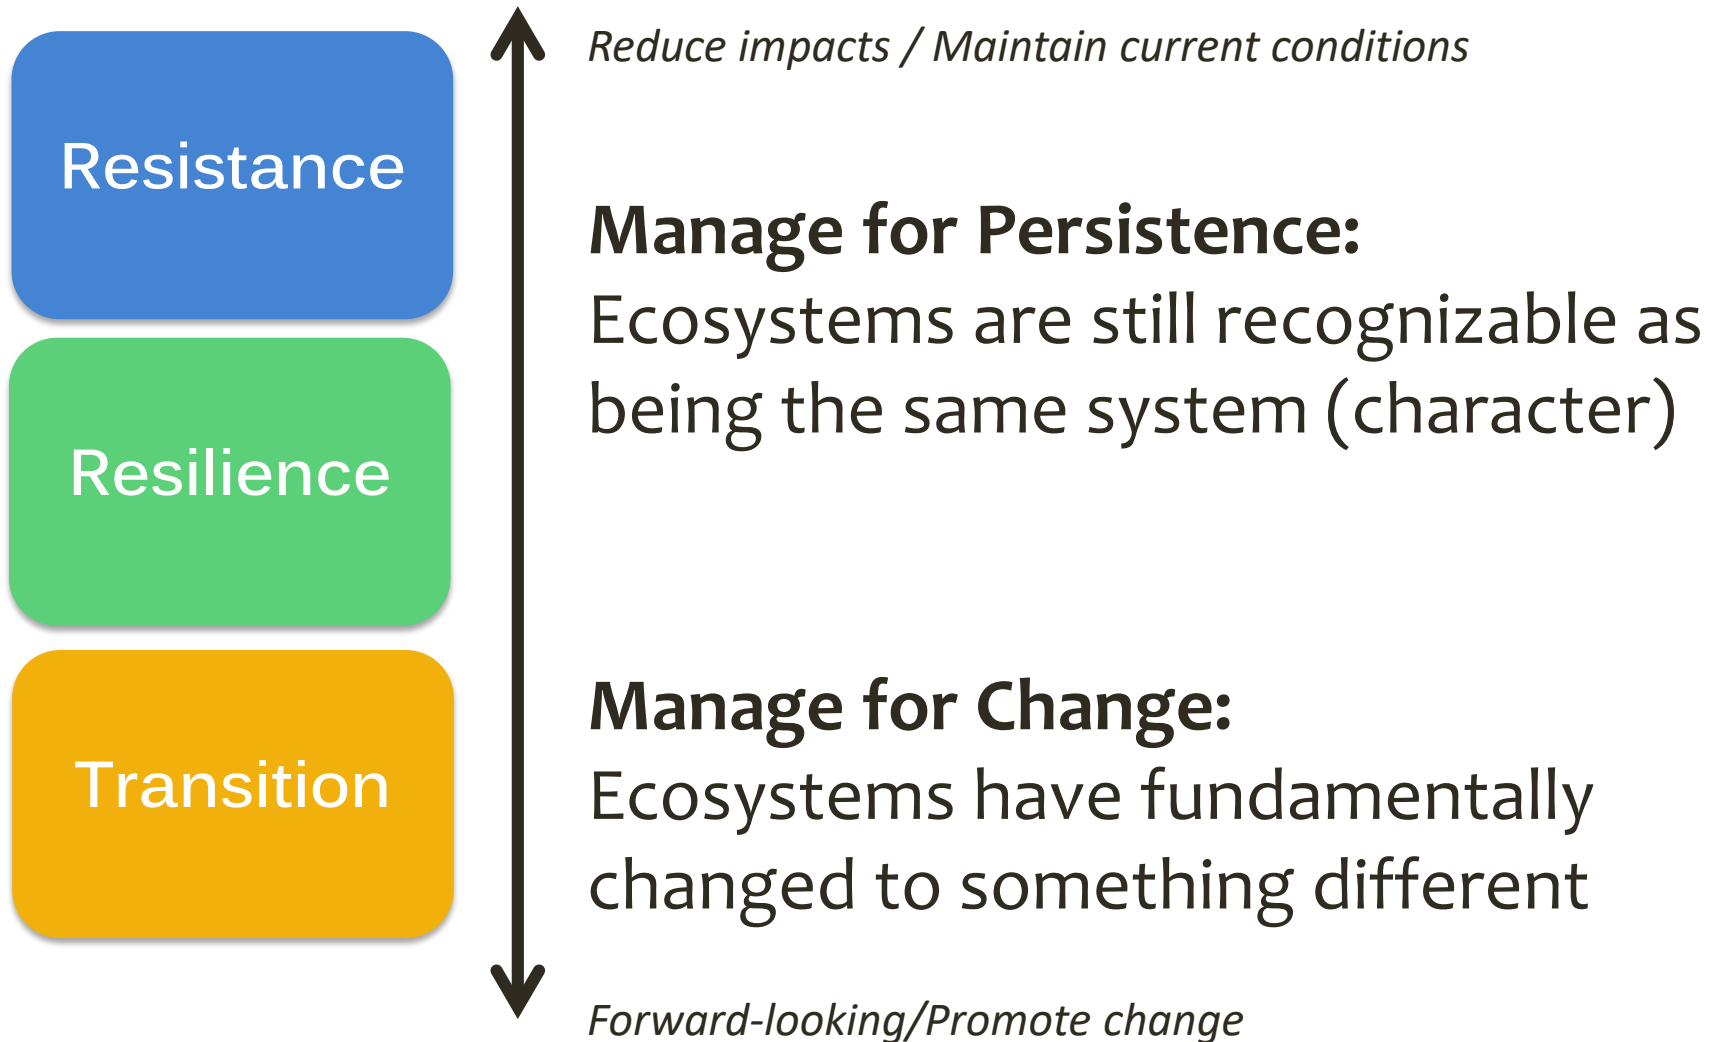 Resistance
Resilience
Transition
Reduce impacts / Maintain current conditions
Manage for Persistence:
Ecosystems are still recognizable as
being the same system (character)
Manage for Change:
Ecosystems have fundamentally
changed to something different
Forward-looking/Promote change